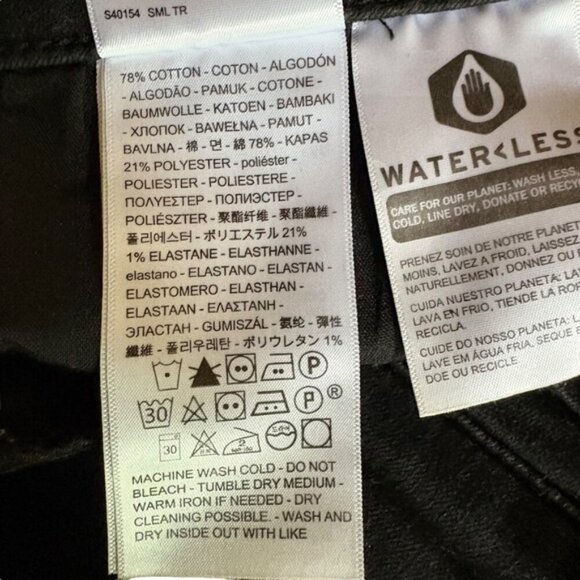 S40154 SML TR
78% COTTON - COTON - ALGODÓN
- ALGODÃO - PAMUK - COTONE -
BAUMWOLLE - KATOEN - BAMBAKI
- ХЛОПОК - BAWEŁNA - PAMUT -
BAVLNA - 棉 - 면 - 綿 78% - KAPAS
21% POLYESTER - poliéster -
POLIESTER - POLIESTERE -
ΠΟΛΥΕΣΤΕΡ - ПОЛИЭСТЕР -
POLIÉSZTER - 聚酯纤维 - 聚酯纖維 -
폴리에스터 - ポリエステル 21%
1% ELASTANE - ELASTHANNE -
elastano - ELASTANO - ELASTAN -
ELASTOMERO - ELASTHAN -
ELASTAAN - ΕΛΑΣΤΑΝΗ -
ЭЛАСТАН - GUMISZÁL - 氨纶 - 彈性
纖維 - 폴리우레탄 - ポリウレタン 1%
P
30 P ®
30 2
MACHINE WASH COLD - DO NOT
BLEACH - TUMBLE DRY MEDIUM -
WARM IRON IF NEEDED - DRY
CLEANING POSSIBLE. - WASH AND
DRY INSIDE OUT WITH LIKE
WATER<LESS
CARE FOR OUR PLANET: WASH LESS,
COLD, LINE DRY, DONATE OR RECY
PRENEZ SOIN DE NOTRE PLANET
MOINS, LAVEZ A FROID, LAISSEZ
NATURELLEMENT, DONNEZ OU
CUIDA NUESTRO PLANETA: L
LAVA EN FRIO, TIENDE LA RO
RECICLA.
CUIDE DO NOSSO PLANETA: L
LAVE EM ÁGUA FRIA, SEQUE
DOE OU RECICLE